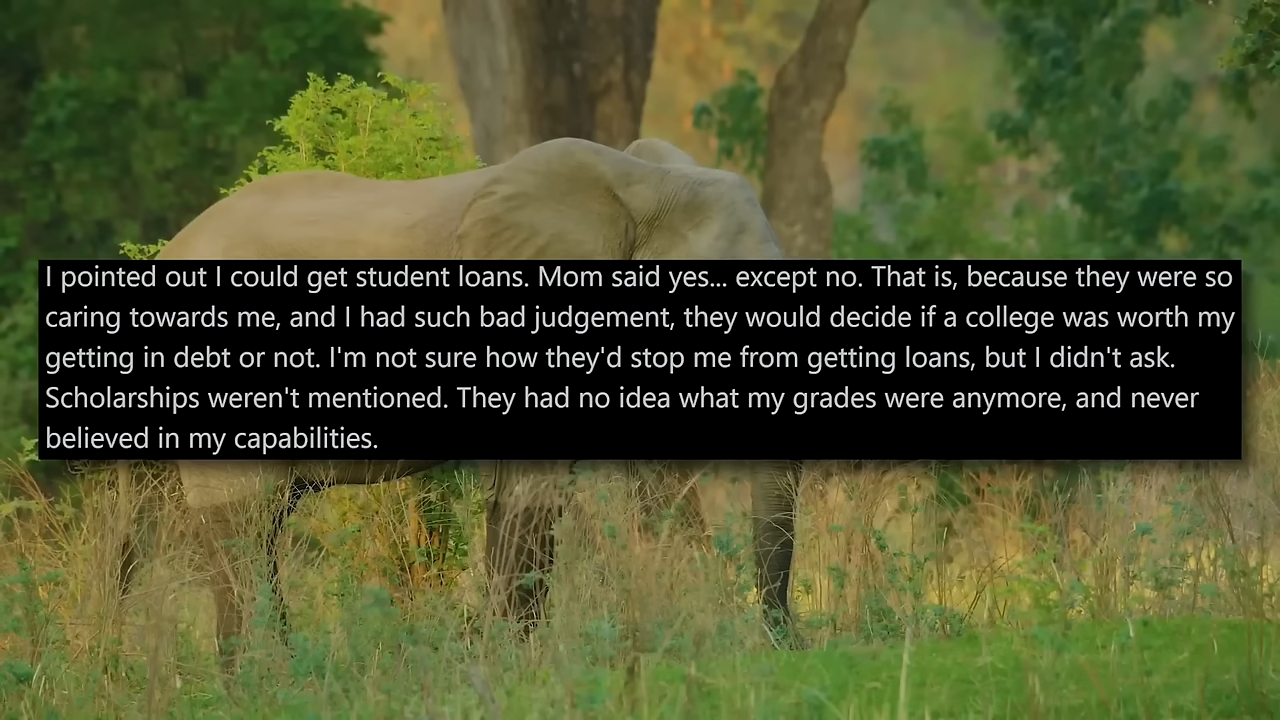 I pointed out I could get student loans. Mom said yes... except no. That is, because they were so
caring towards me, and I had such bad judgement, they would decide if a college was worth my
getting in debt or not. I'm not sure how they'd stop me from getting loans, but I didn't ask.
Scholarships weren't mentioned. They had no idea what my grades were anymore, and never
believed in my capabilities.